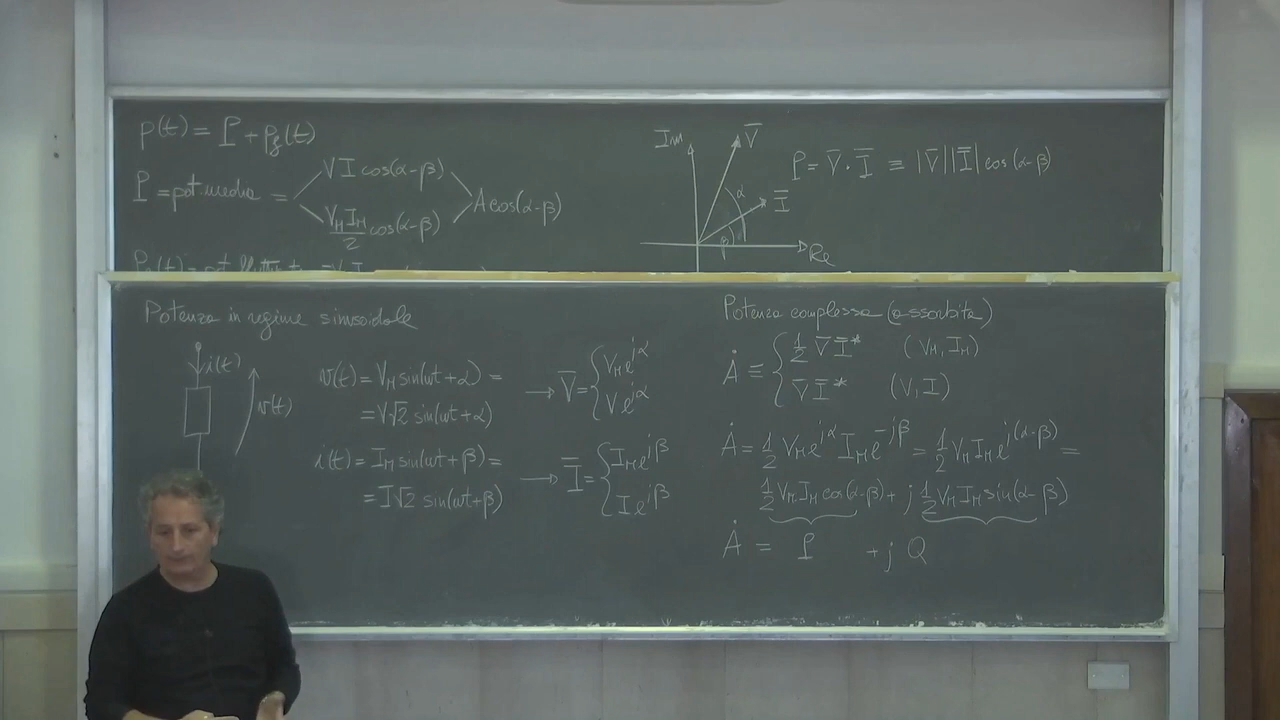 p(t) = P + p_f(t)
P = pot. media = V I cos(α-β)
V_M I_M / 2 cos(α-β)
A cos(α-β)
Im
V̅
I̅
α
β
Re
P = V̅ · I̅ ≡ |V̅||I̅| cos(α-β)
Potenza in regime sinusoidale
i(t)
v(t)
v(t) = V_M sin(ωt+α) =
= V√2 sin(ωt+α)
→ V̅ = { V_M e^{jα}
V e^{jα}
i(t) = I_M sin(ωt+β) =
= I√2 sin(ωt+β)
→ I̅ = { I_M e^{jβ}
I e^{jβ}
Potenza complessa (assorbita)
Ȧ ≡ { 1/2 V̅ I̅* (V_M, I_M)
V̅ I̅* (V, I)
Ȧ = 1/2 V_M e^{jα} I_M e^{-jβ} = 1/2 V_M I_M e^{j(α-β)} =
1/2 V_M I_M cos(α-β) + j 1/2 V_M I_M sin(α-β)
Ȧ = P + j Q